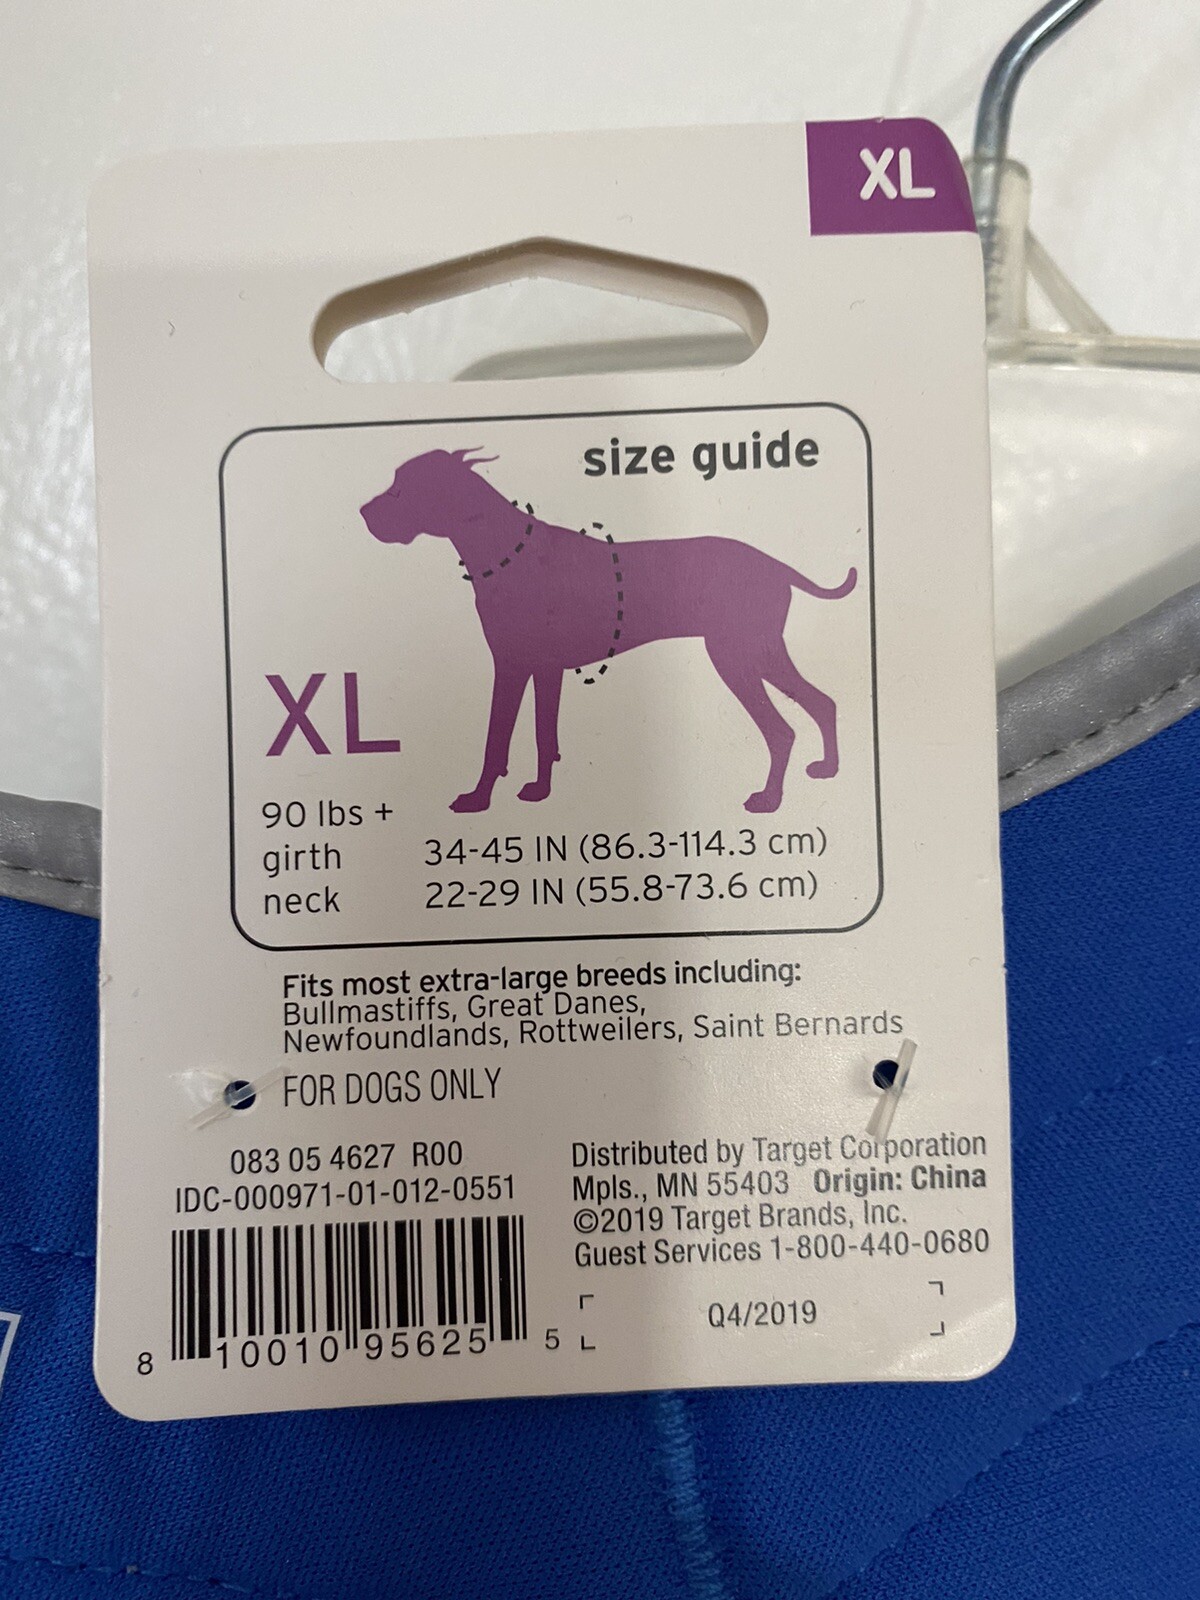 XL
size guide
XL
90 lbs +
girth 34-45 IN (86.3-114.3 cm)
neck 22-29 IN (55.8-73.6 cm)
Fits most extra-large breeds including:
Bullmastiffs, Great Danes,
Newfoundlands, Rottweilers, Saint Bernards
FOR DOGS ONLY
083 05 4627 R00
IDC-000971-01-012-0551
8 10010 95625 5
Distributed by Target Corporation
Mpls., MN 55403 Origin: China
©2019 Target Brands, Inc.
Guest Services 1-800-440-0680
Q4/2019